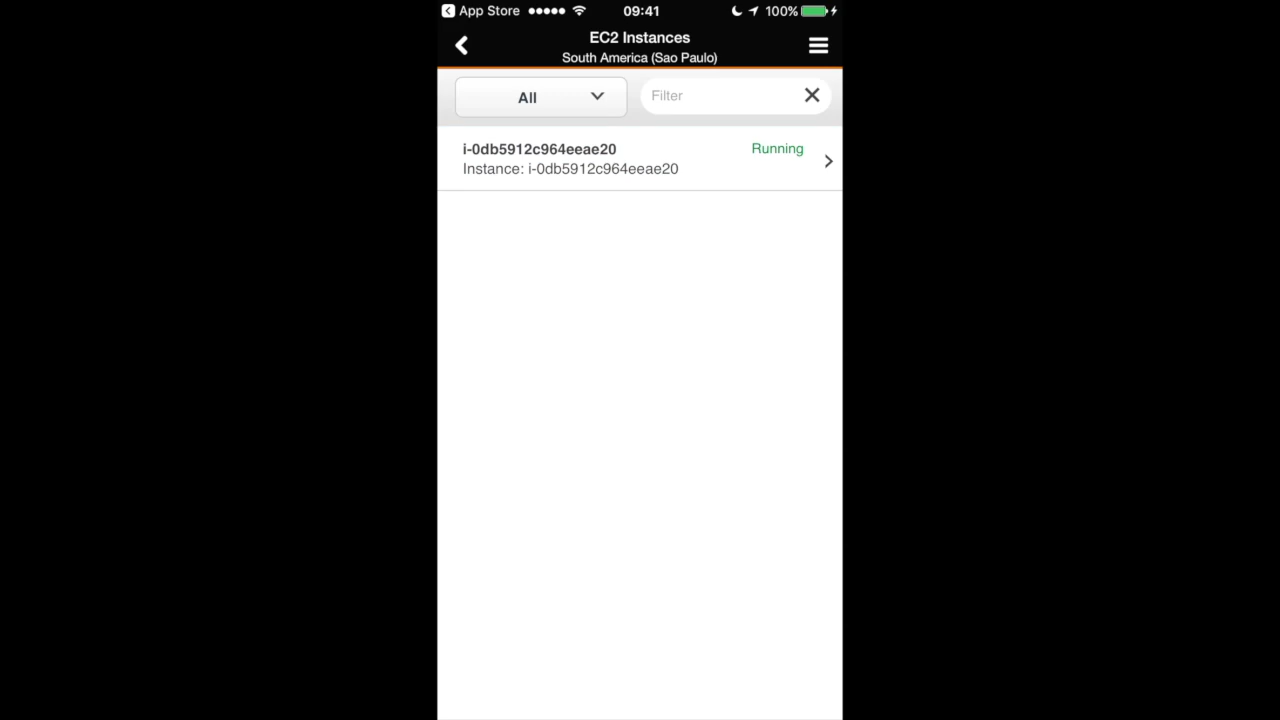 App Store 09:41 100%
EC2 Instances
South America (Sao Paulo)
All Filter
i-0db5912c964eeae20 Running
Instance: i-0db5912c964eeae20